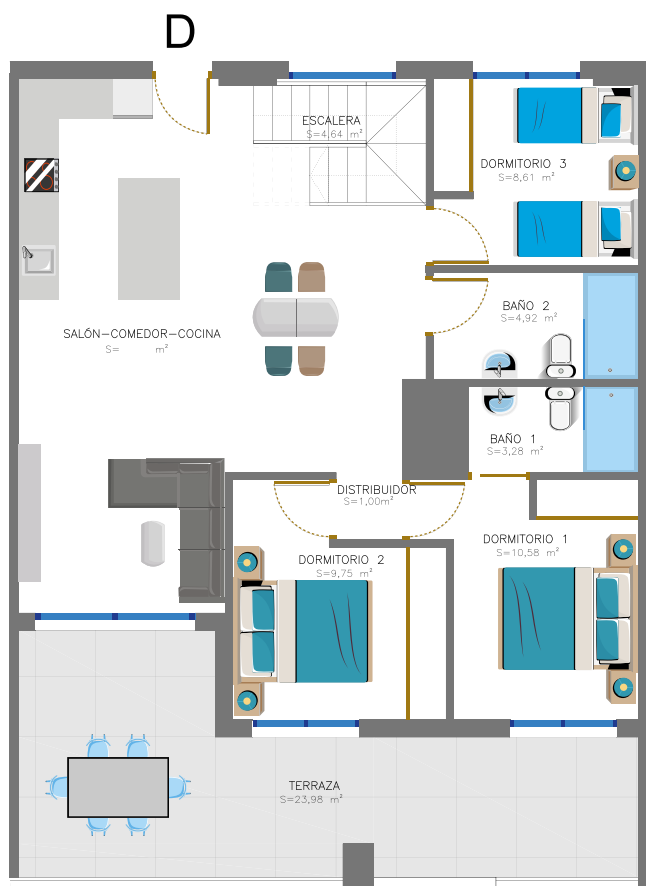 D
ESCALERA
S=4,64 m²
DORMITORIO 3
S=8,61 m²
BAÑO 2
S=4,92 m²
SALÓN-COMEDOR-COCINA
S= m²
BAÑO 1
S=3,28 m²
DISTRIBUIDOR
S=1,00m²
DORMITORIO 1
S=10,58 m²
DORMITORIO 2
S=9,75 m²
TERRAZA
S=23,98 m²